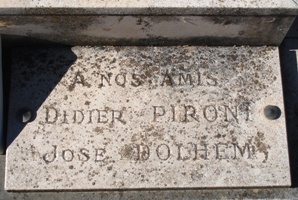 A NOS AMIS
DIDIER PIRONI
JOSE DOLHEM